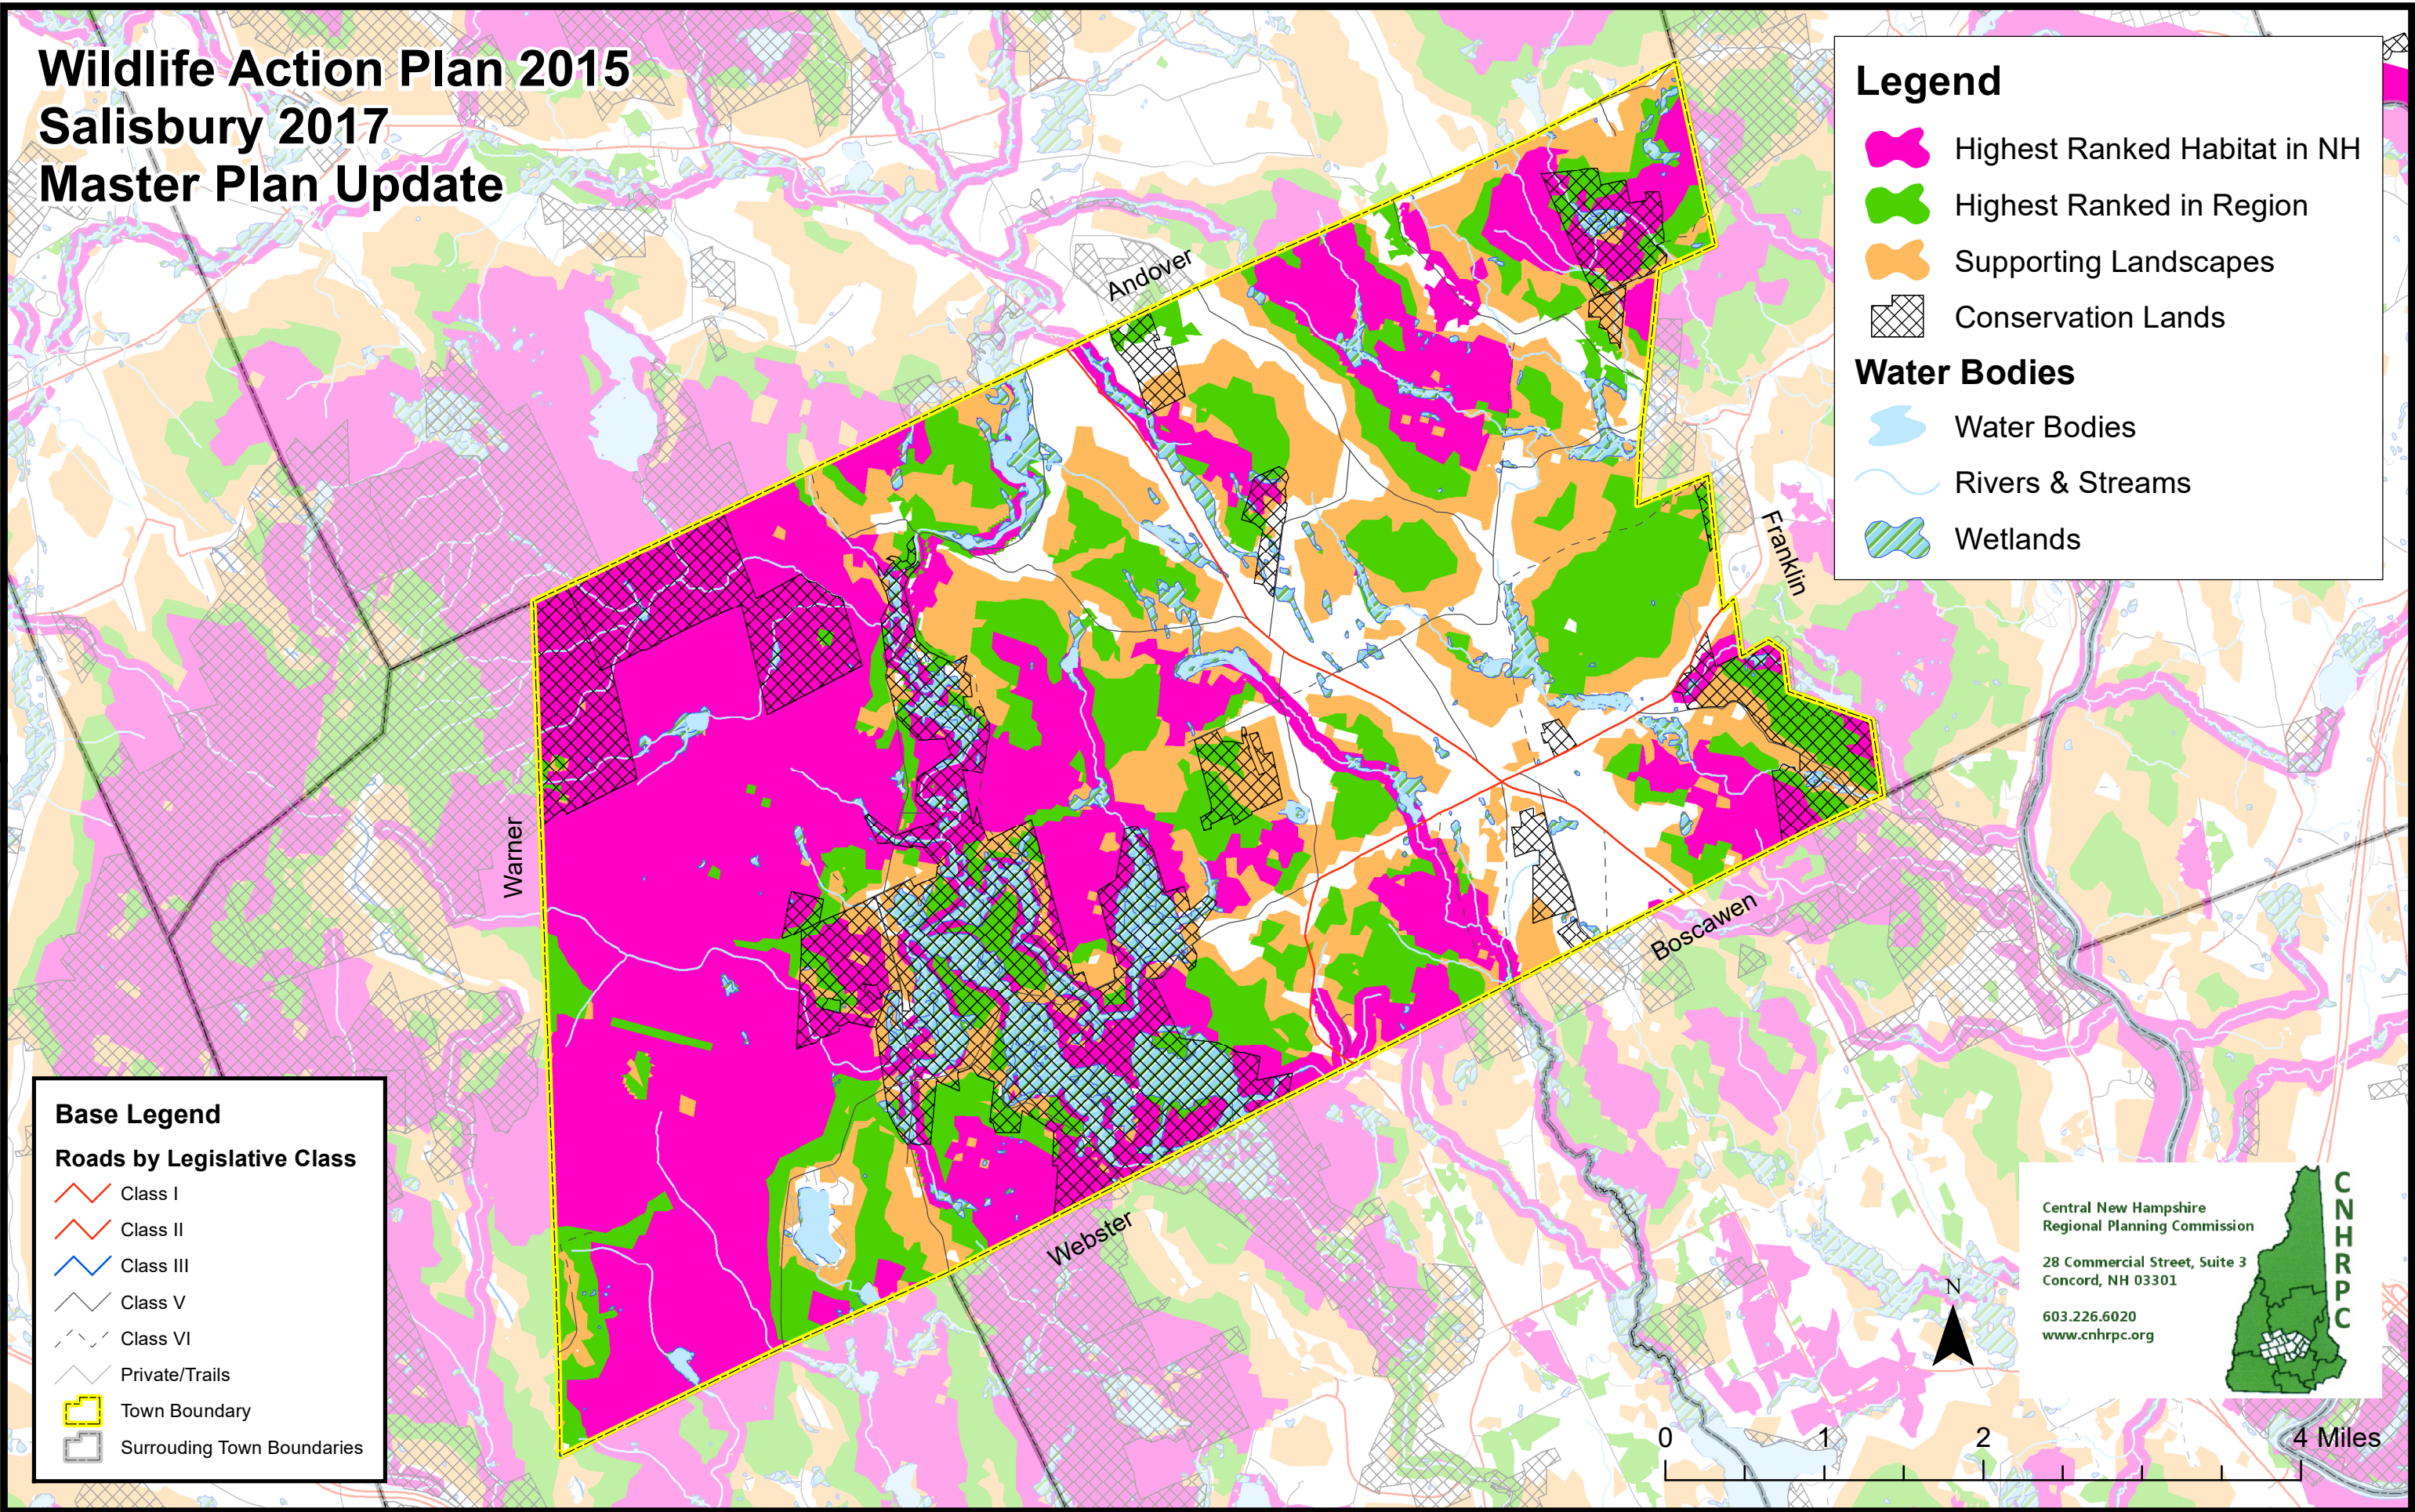 Wildlife Action Plan 2015
Salisbury 2017
Master Plan Update
Legend
Highest Ranked Habitat in NH
Highest Ranked in Region
Supporting Landscapes
Conservation Lands
Water Bodies
Water Bodies
Rivers & Streams
Wetlands
Andover
Franklin
Warner
Boscawen
Webster
Base Legend
Roads by Legislative Class
Class I
Class II
Class III
Class V
Class VI
Private/Trails
Town Boundary
Surrouding Town Boundaries
Central New Hampshire
Regional Planning Commission
28 Commercial Street, Suite 3
Concord, NH 03301
603.226.6020
www.cnhrpc.org
CNHRPC
N
0 1 2 4 Miles